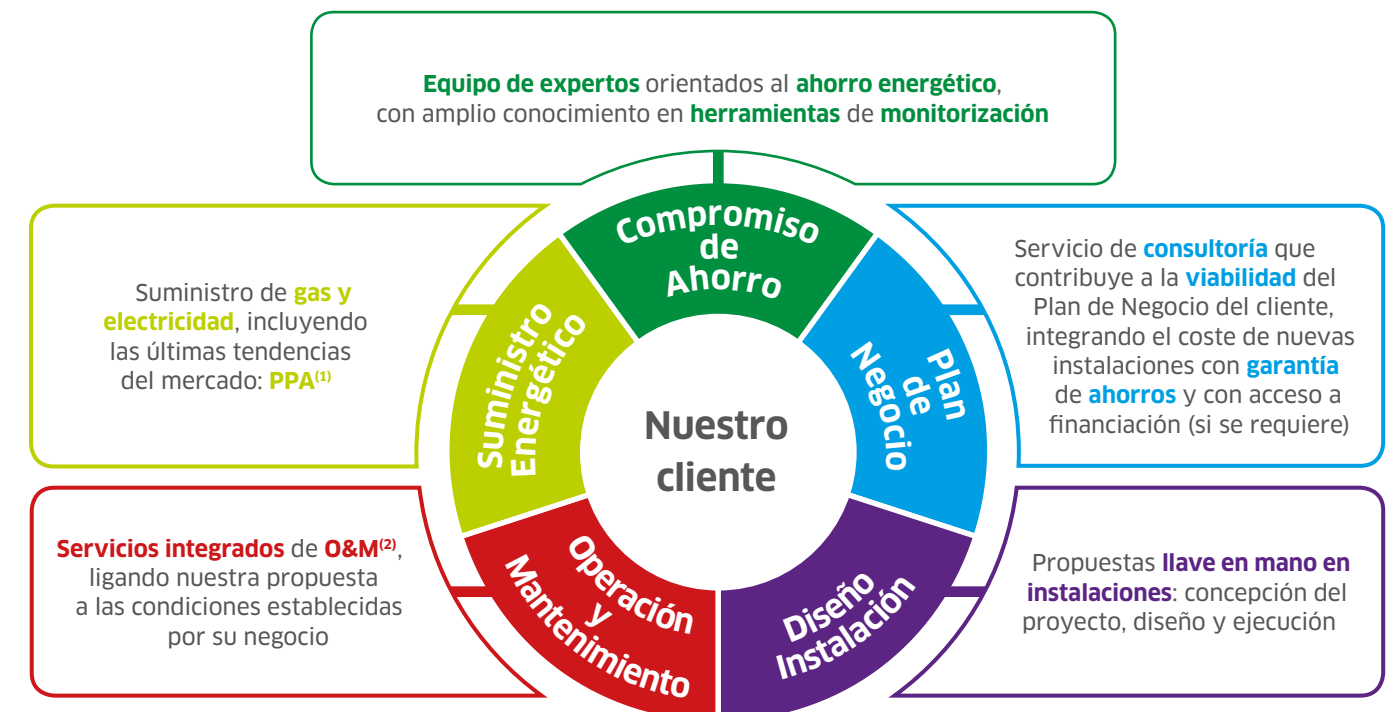 Equipo de expertos orientados al ahorro energético,
con amplio conocimiento en herramientas de monitorización
Compromiso
de
Ahorro
Suministro de gas y
electricidad, incluyendo
las últimas tendencias
del mercado: PPA(1)
Suministro
Energético
Plan
de
Negocio
Servicio de consultoría que
contribuye a la viabilidad del
Plan de Negocio del cliente,
integrando el coste de nuevas
instalaciones con garantía
de ahorros y con acceso a
financiación (si se requiere)
Nuestro
cliente
Servicios integrados de O&M(2),
ligando nuestra propuesta
a las condiciones establecidas
por su negocio
Operación
y
Mantenimiento
Diseño
Instalación
Propuestas llave en mano en
instalaciones: concepción del
proyecto, diseño y ejecución